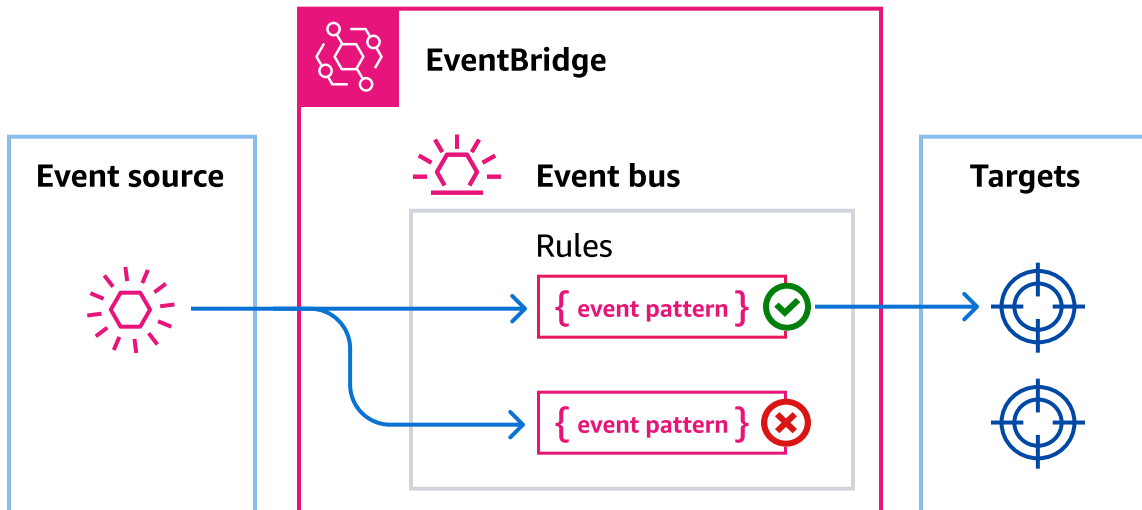 EventBridge
Event source
Event bus
Targets
Rules
{ event pattern }
{ event pattern }